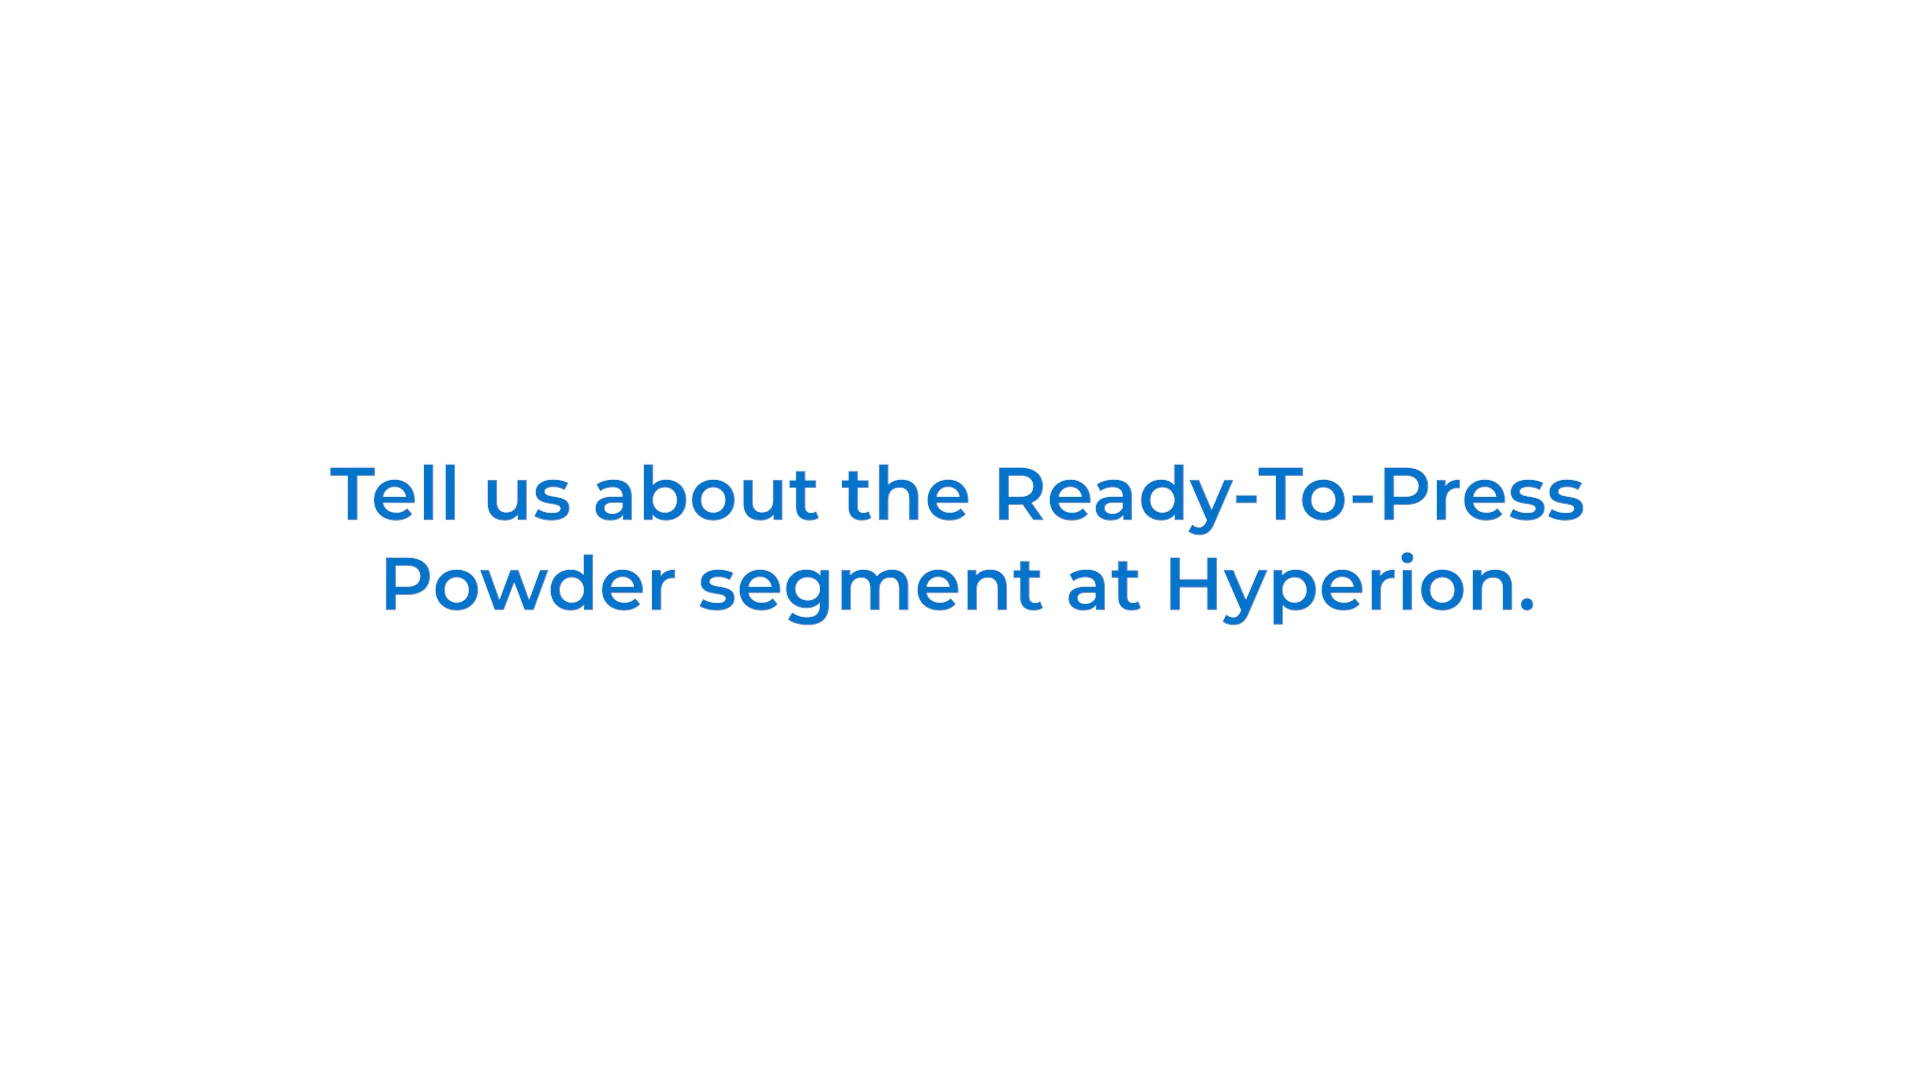 Tell us about the Ready-To-Press
Powder segment at Hyperion.